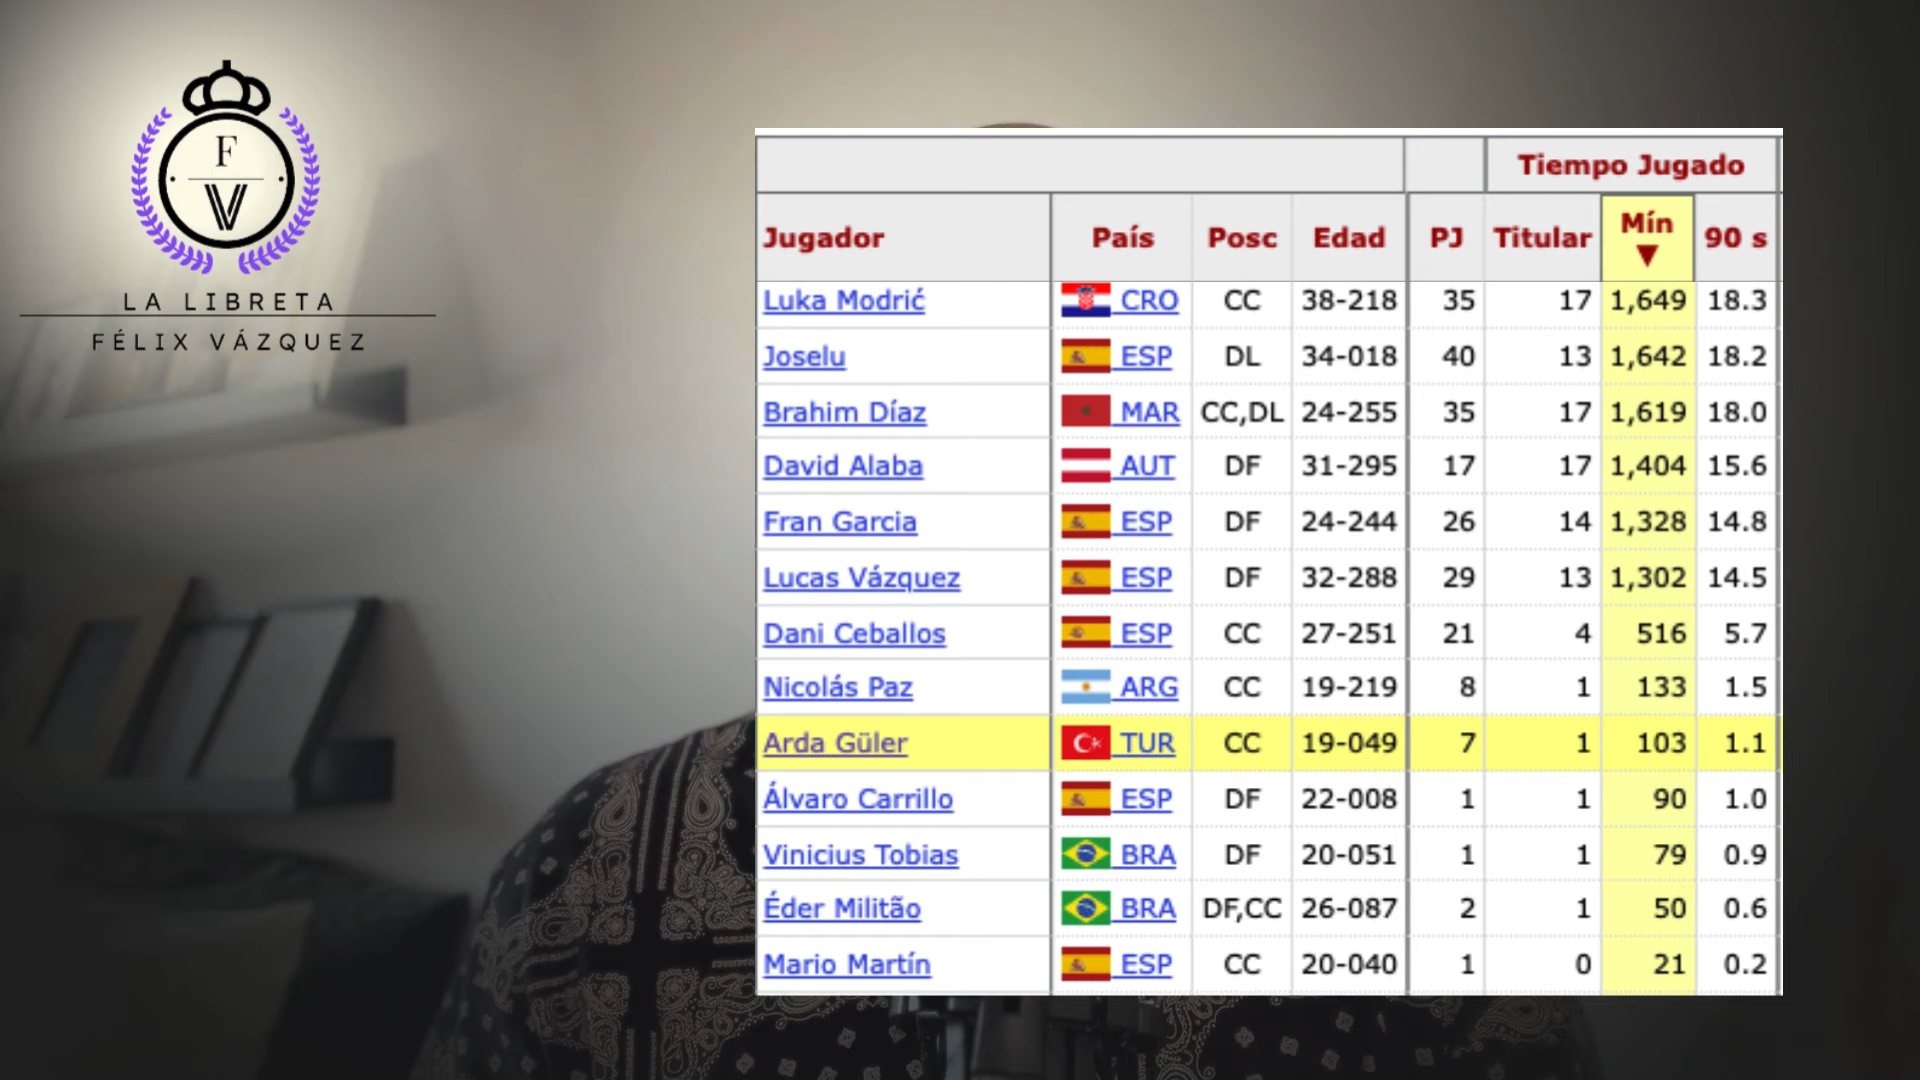 F
V
LA LIBRETA
FÉLIX VÁZQUEZ
Tiempo Jugado
Jugador País Posc Edad PJ Titular Mín ▼ 90 s
Luka Modrić CRO CC 38-218 35 17 1,649 18.3
Joselu ESP DL 34-018 40 13 1,642 18.2
Brahim Díaz MAR CC,DL 24-255 35 17 1,619 18.0
David Alaba AUT DF 31-295 17 17 1,404 15.6
Fran Garcia ESP DF 24-244 26 14 1,328 14.8
Lucas Vázquez ESP DF 32-288 29 13 1,302 14.5
Dani Ceballos ESP CC 27-251 21 4 516 5.7
Nicolás Paz ARG CC 19-219 8 1 133 1.5
Arda Güler TUR CC 19-049 7 1 103 1.1
Álvaro Carrillo ESP DF 22-008 1 1 90 1.0
Vinicius Tobias BRA DF 20-051 1 1 79 0.9
Éder Militão BRA DF,CC 26-087 2 1 50 0.6
Mario Martín ESP CC 20-040 1 0 21 0.2